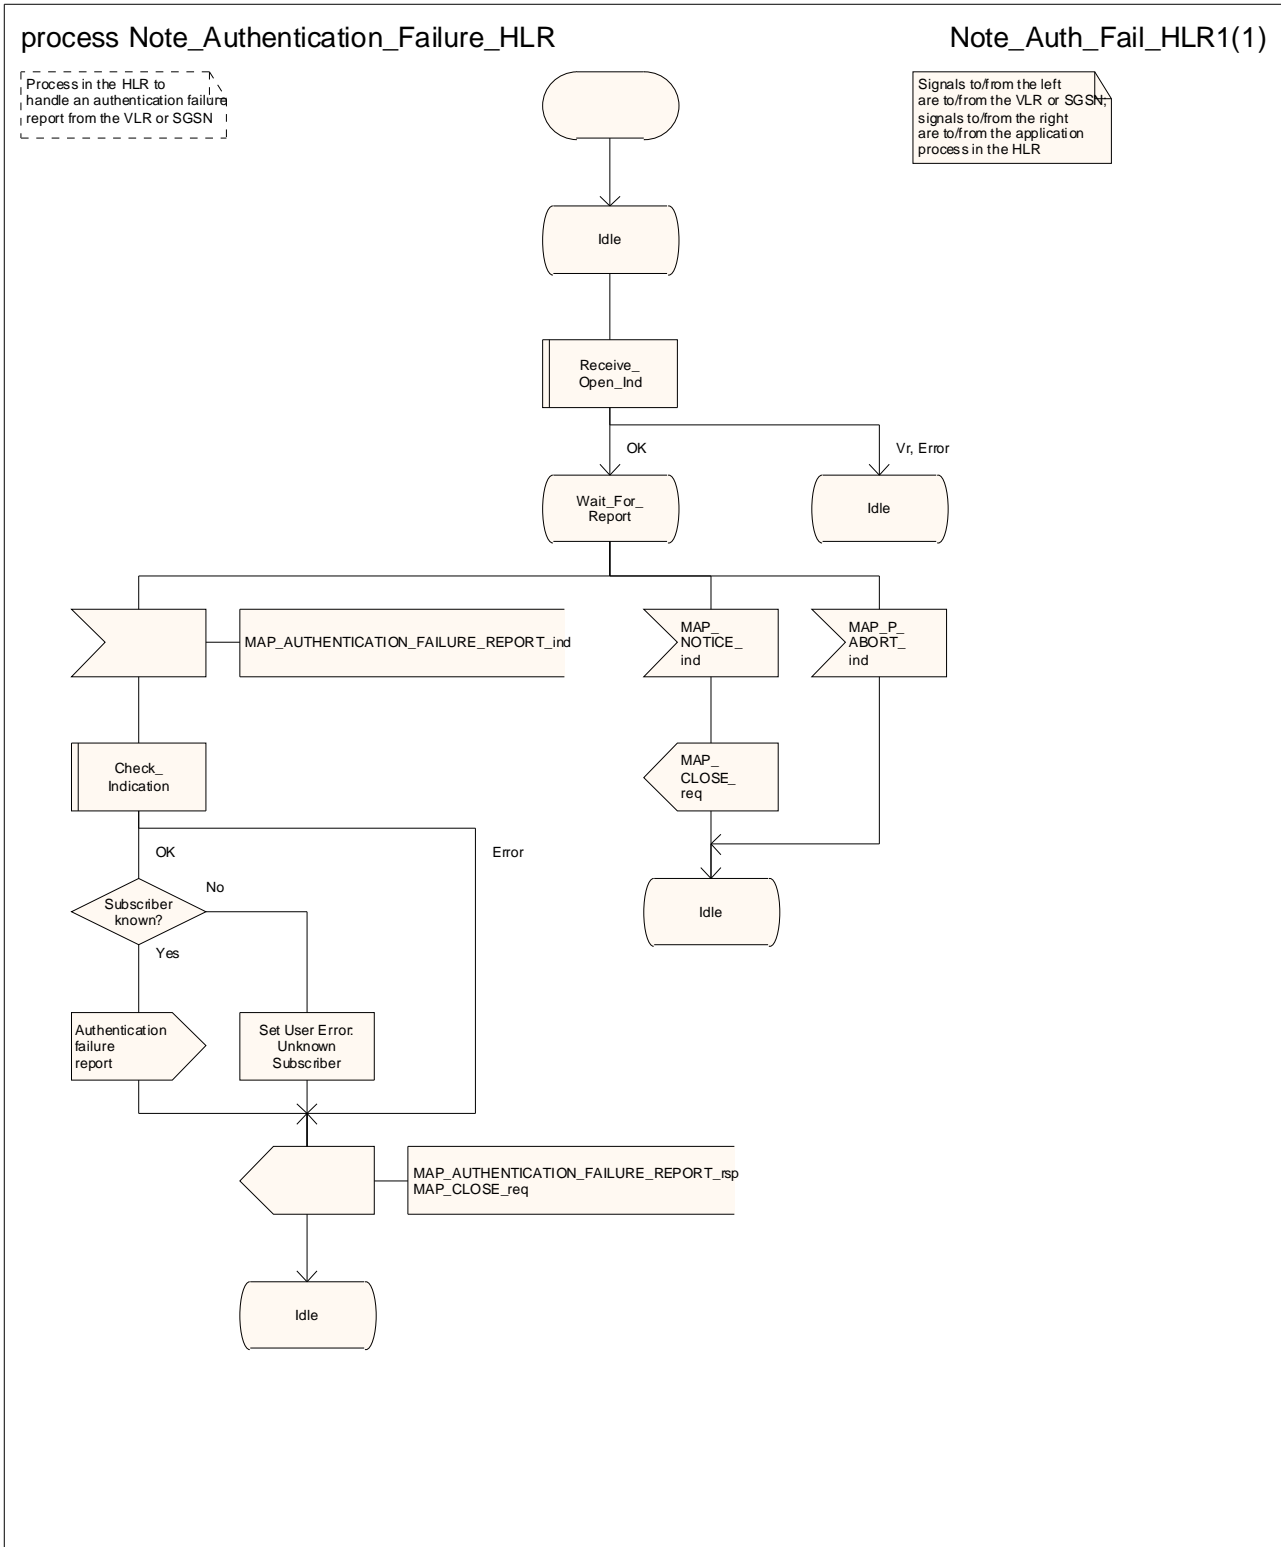 process Note_Authentication_Failure_HLR
Note_Auth_Fail_HLR1(1)
Process in the HLR to
handle an authentication failure
report from the VLR or SGSN
Signals to/from the left
are to/from the VLR or SGSN;
signals to/from the right
are to/from the application
process in the HLR
Idle
Receive_
Open_Ind
OK
Vr, Error
Wait_For_
Report
Idle
MAP_AUTHENTICATION_FAILURE_REPORT_ind
MAP_
NOTICE_
ind
MAP_P_
ABORT_
ind
Check_
Indication
MAP_
CLOSE_
req
OK
Error
No
Subscriber
known?
Yes
Idle
Authentication
failure
report
Set User Error:
Unknown
Subscriber
MAP_AUTHENTICATION_FAILURE_REPORT_rsp
MAP_CLOSE_req
Idle